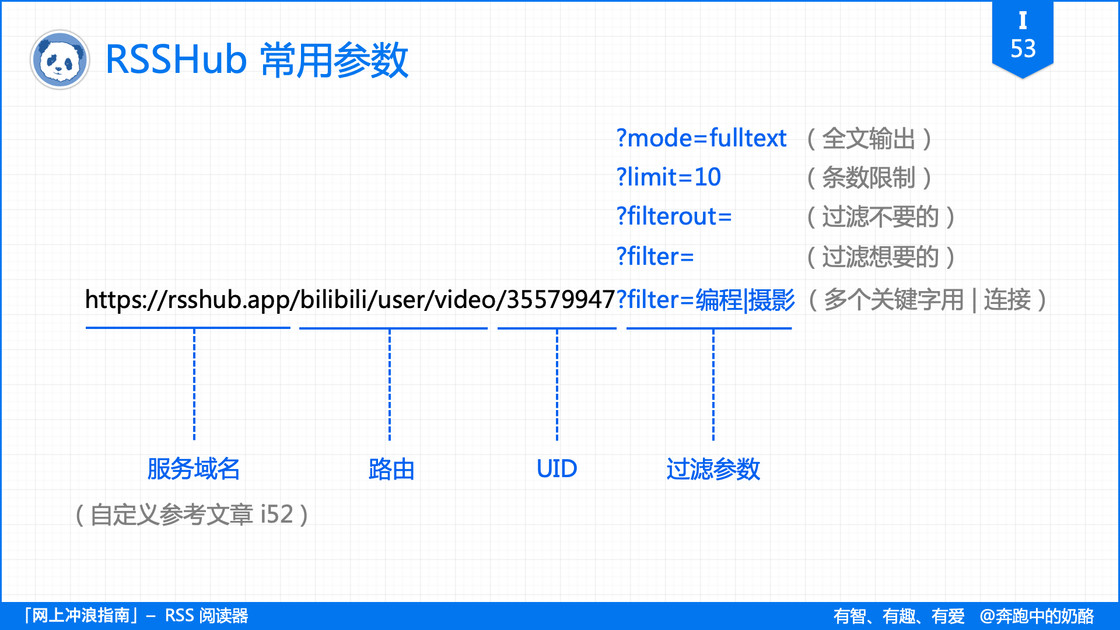 I
53
RSSHub 常用参数
?mode=fulltext （全文输出）
?limit=10 （条数限制）
?filterout= （过滤不要的）
?filter= （过滤想要的）
https://rsshub.app/bilibili/user/video/35579947?filter=编程|摄影 （多个关键字用 | 连接）
服务域名 路由 UID 过滤参数
（自定义参考文章 i52）
「网上冲浪指南」– RSS 阅读器 有智、有趣、有爱 @奔跑中的奶酪